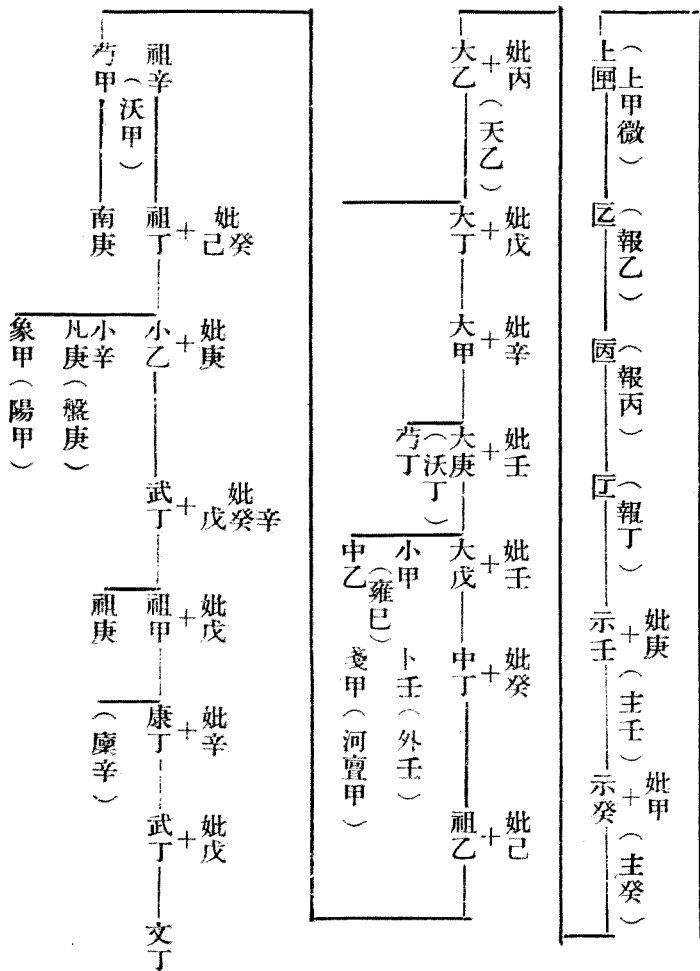 上
（上甲微）
（報乙）
（報丙）
（報丁）
示壬＋妣庚
（主壬）
示癸＋妣甲
（主癸）
大乙＋妣丙
（天乙）
大丁＋妣戊
大甲＋妣辛
大庚＋妣壬
芍丁（沃丁）
大戊＋妣壬
小甲
中乙（雍巳）
中丁＋妣癸
卜壬（外壬）
戔甲（河亶甲）
祖乙＋妣己
祖辛
芍甲（沃甲）
祖丁＋妣己癸
南庚
小乙＋妣庚
小辛
凡庚（盤庚）
象甲（陽甲）
武丁＋妣戊癸辛
祖甲＋妣戊
祖庚
康丁＋妣辛
（廩辛）
武丁＋妣戊
文丁